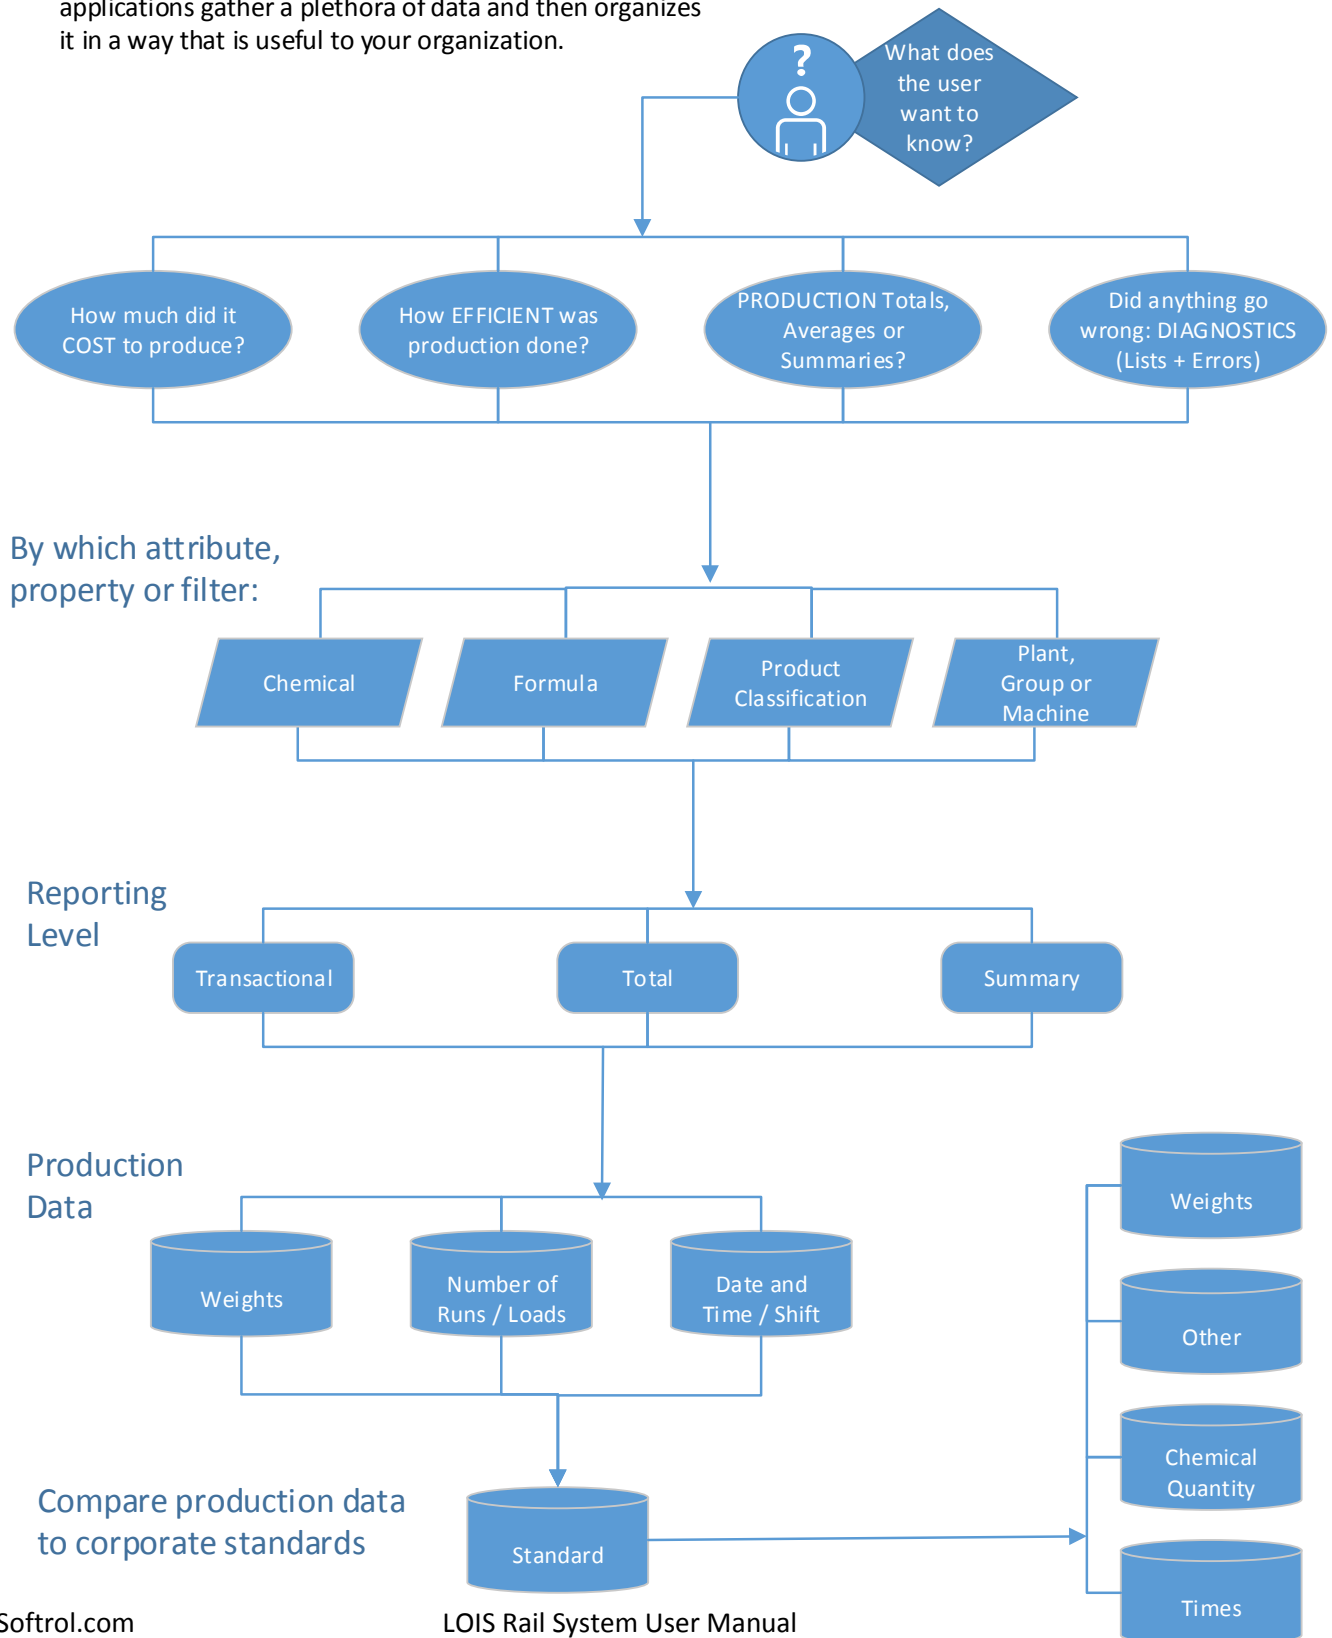 applications gather a plethora of data and then organizes
it in a way that is useful to your organization.
?
What does
the user
want to
know?
How much did it
COST to produce?
How EFFICIENT was
production done?
PRODUCTION Totals,
Averages or
Summaries?
Did anything go
wrong: DIAGNOSTICS
(Lists + Errors)
By which attribute,
property or filter:
Chemical
Formula
Product
Classification
Plant,
Group or
Machine
Reporting
Level
Transactional
Total
Summary
Production
Data
Weights
Number of
Runs / Loads
Date and
Time / Shift
Weights
Other
Chemical
Quantity
Times
Compare production data
to corporate standards
Standard
Softrol.com
LOIS Rail System User Manual